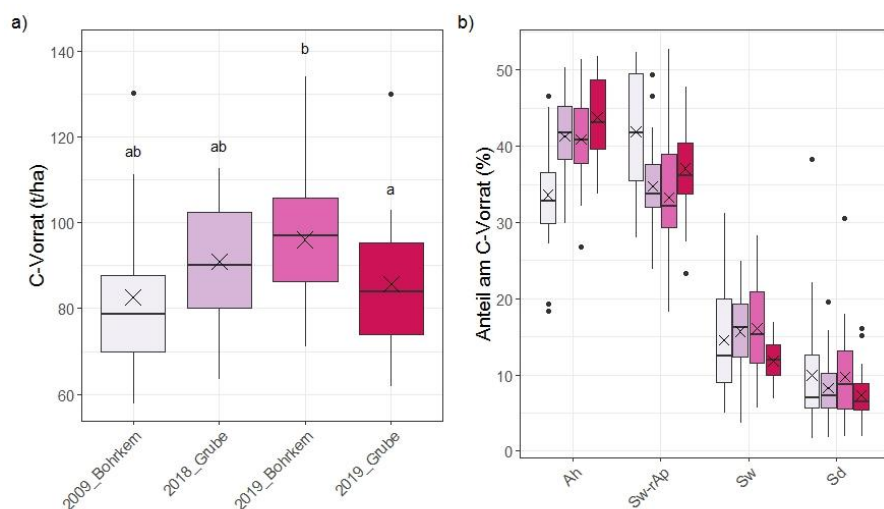 a)
C-Vorrat (t/ha)
140
120
100
80
60
ab
ab
b
a
2009_Bohrkern
2018_Grube
2019_Bohrkern
2019_Grube
b)
Anteil am C-Vorrat (%)
50
40
30
20
10
0
Ah
Sw-rAp
Sw
Sd